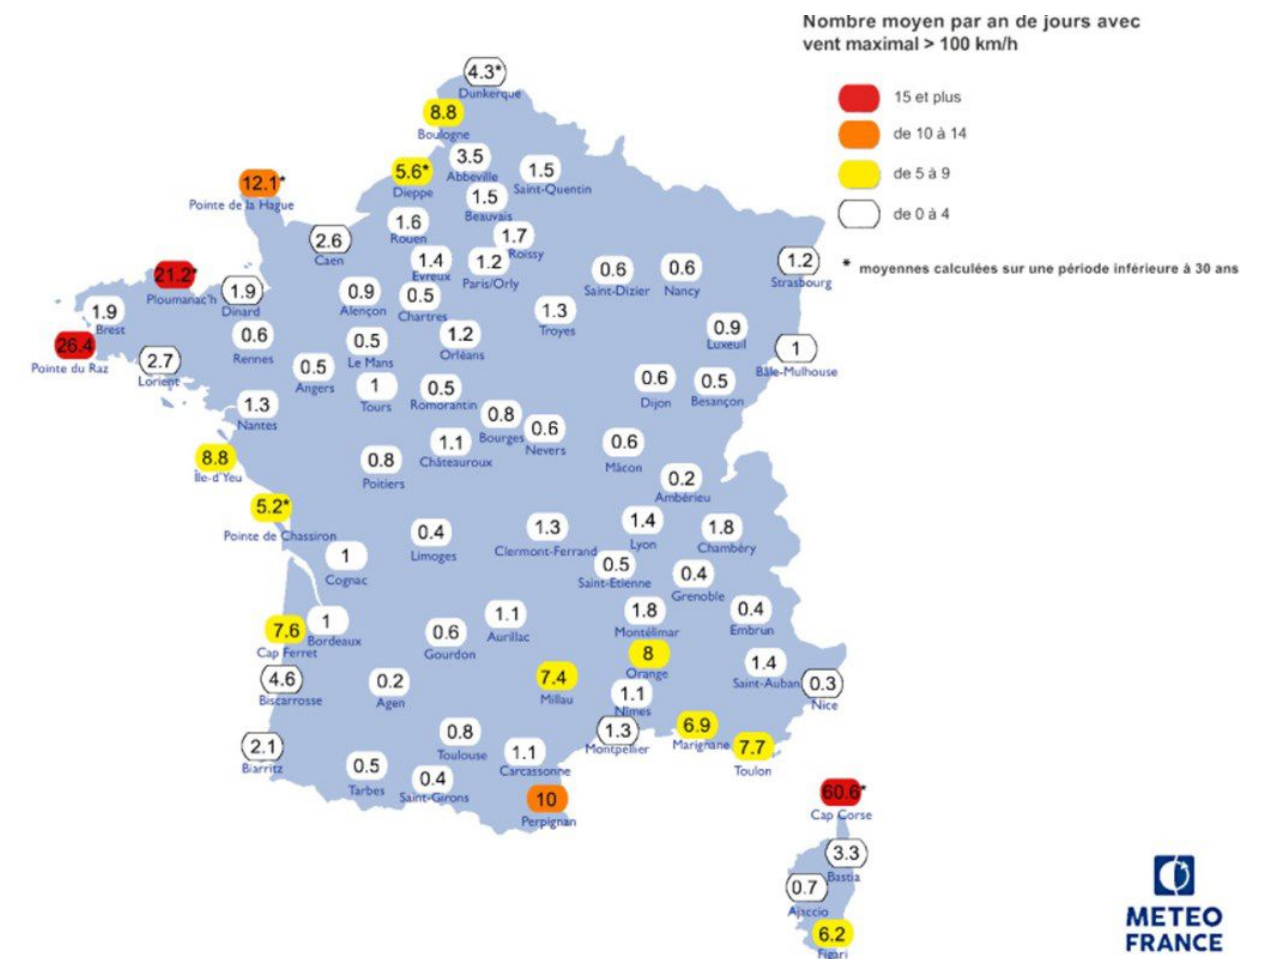 Nombre moyen par an de jours avec
vent maximal > 100 km/h
15 et plus
de 10 à 14
de 5 à 9
de 0 à 4
* moyennes calculées sur une période inférieure à 30 ans
4.3*
Dunkerque
8.8
Boulogne
3.5
Abbeville
5.6*
Dieppe
1.5
Saint-Quentin
12.1*
Pointe de la Hague
1.5
Beauvais
1.6
Rouen
1.7
Roissy
2.6
Caen
1.4
Evreux
1.2
Paris/Orly
0.6
Saint-Dizier
0.6
Nancy
1.2
Strasbourg
21.2*
Ploumanac'h
1.9
Dinard
0.9
Alençon
0.5
Chartres
1.3
Troyes
1.9
Brest
0.6
Rennes
0.5
Le Mans
1.2
Orléans
0.9
Luxeuil
1
Bâle-Mulhouse
26.4
Pointe du Raz
2.7
Lorient
0.5
Angers
1
Tours
0.5
Romorantin
0.6
Dijon
0.5
Besançon
1.3
Nantes
0.8
Bourges
0.6
Nevers
1.1
Châteauroux
0.6
Mâcon
8.8
Île-d'Yeu
0.8
Poitiers
0.2
Ambérieu
5.2*
Pointe de Chassiron
0.4
Limoges
1.3
Clermont-Ferrand
1.4
Lyon
1.8
Chambéry
1
Cognac
0.5
Saint-Etienne
0.4
Grenoble
7.6
Cap Ferret
1
Bordeaux
0.6
Gourdon
1.1
Aurillac
1.8
Montélimar
0.4
Embrun
8
Orange
4.6
Biscarrosse
0.2
Agen
7.4
Millau
1.1
Nîmes
1.4
Saint-Auban
0.3
Nice
2.1
Biarritz
0.8
Toulouse
1.3
Montpellier
6.9
Marignane
7.7
Toulon
0.5
Tarbes
0.4
Saint-Girons
1.1
Carcassonne
10
Perpignan
60.6*
Cap Corse
3.3
Bastia
0.7
Ajaccio
6.2
Figari
METEO
FRANCE